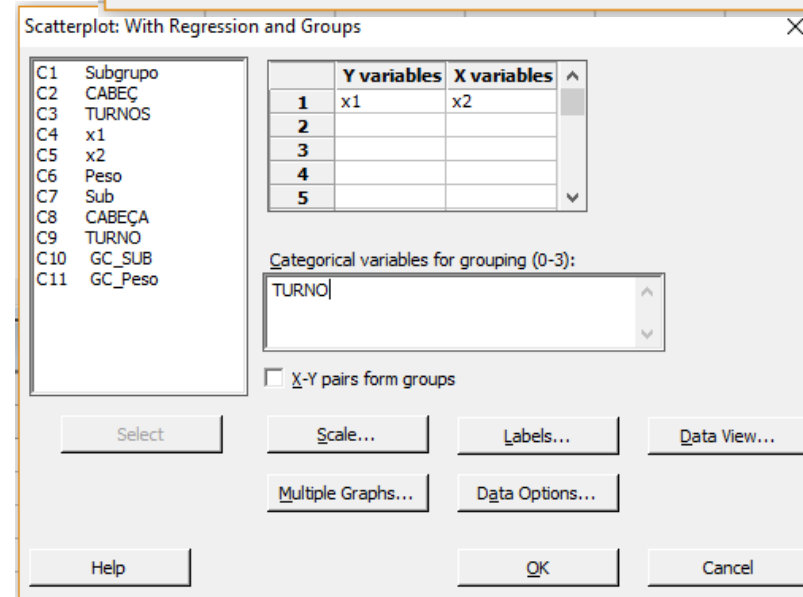 Scatterplot: With Regression and Groups
C1 Subgrupo
C2 CABEÇ
C3 TURNOS
C4 x1
C5 x2
C6 Peso
C7 Sub
C8 CABEÇA
C9 TURNO
C10 GC_SUB
C11 GC_Peso
Y variables X variables
1 x1 x2
2
3
4
5
Categorical variables for grouping (0-3):
TURNO
X-Y pairs form groups
Select
Scale...
Labels...
Data View...
Multiple Graphs...
Data Options...
Help
OK
Cancel